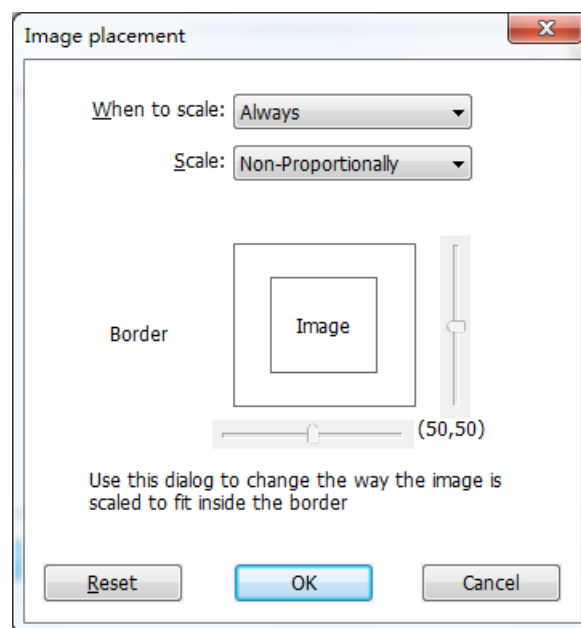 Image placement
When to scale: Always
Scale: Non-Proportionally
Image
Border
(50,50)
Use this dialog to change the way the image is
scaled to fit inside the border
Reset OK Cancel